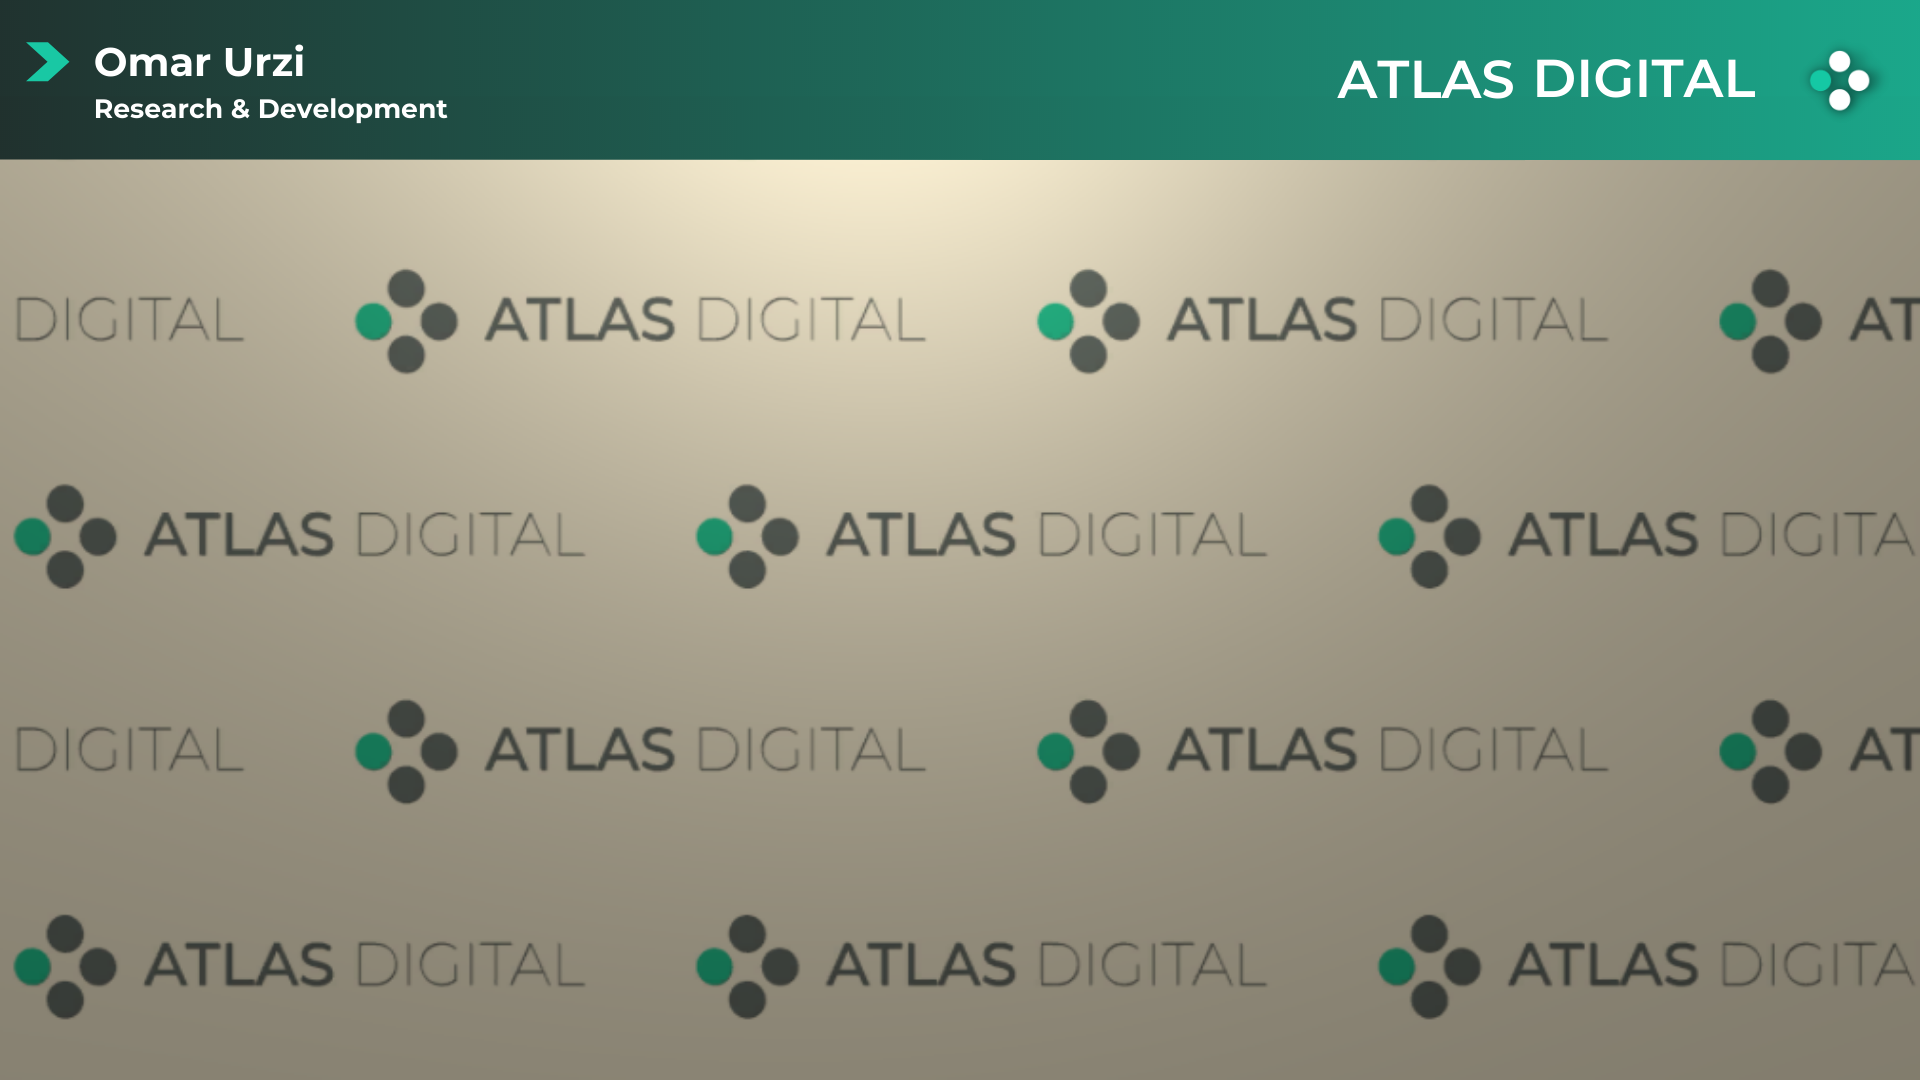 Omar Urzi
Research & Development
ATLAS DIGITAL
DIGITAL ATLAS DIGITAL ATLAS DIGITAL AT
ATLAS DIGITAL ATLAS DIGITAL ATLAS DIGITA
DIGITAL ATLAS DIGITAL ATLAS DIGITAL AT
ATLAS DIGITAL ATLAS DIGITAL ATLAS DIGITA